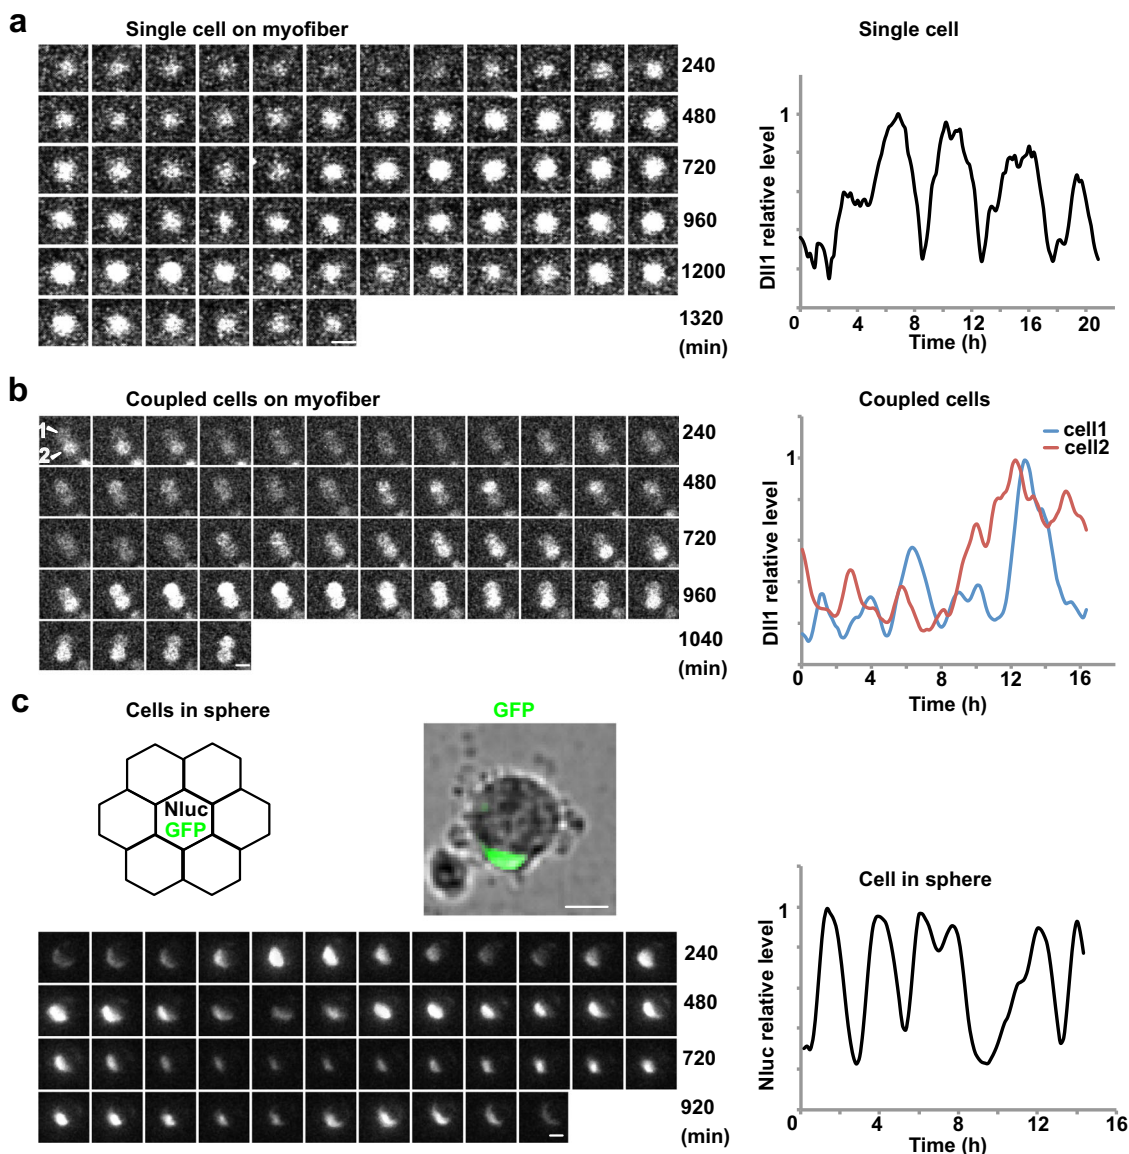 a
Single cell on myofiber
240
480
720
960
1200
1320
(min)
Single cell
Dll1 relative level
1
0 4 8 12 16 20
Time (h)
b
Coupled cells on myofiber
1
2
240
480
720
960
1040
(min)
Coupled cells
cell1
cell2
Dll1 relative level
1
0 4 8 12 16
Time (h)
c
Cells in sphere
Nluc
GFP
GFP
240
480
720
920
(min)
Cell in sphere
Nluc relative level
1
0 4 8 12 16
Time (h)